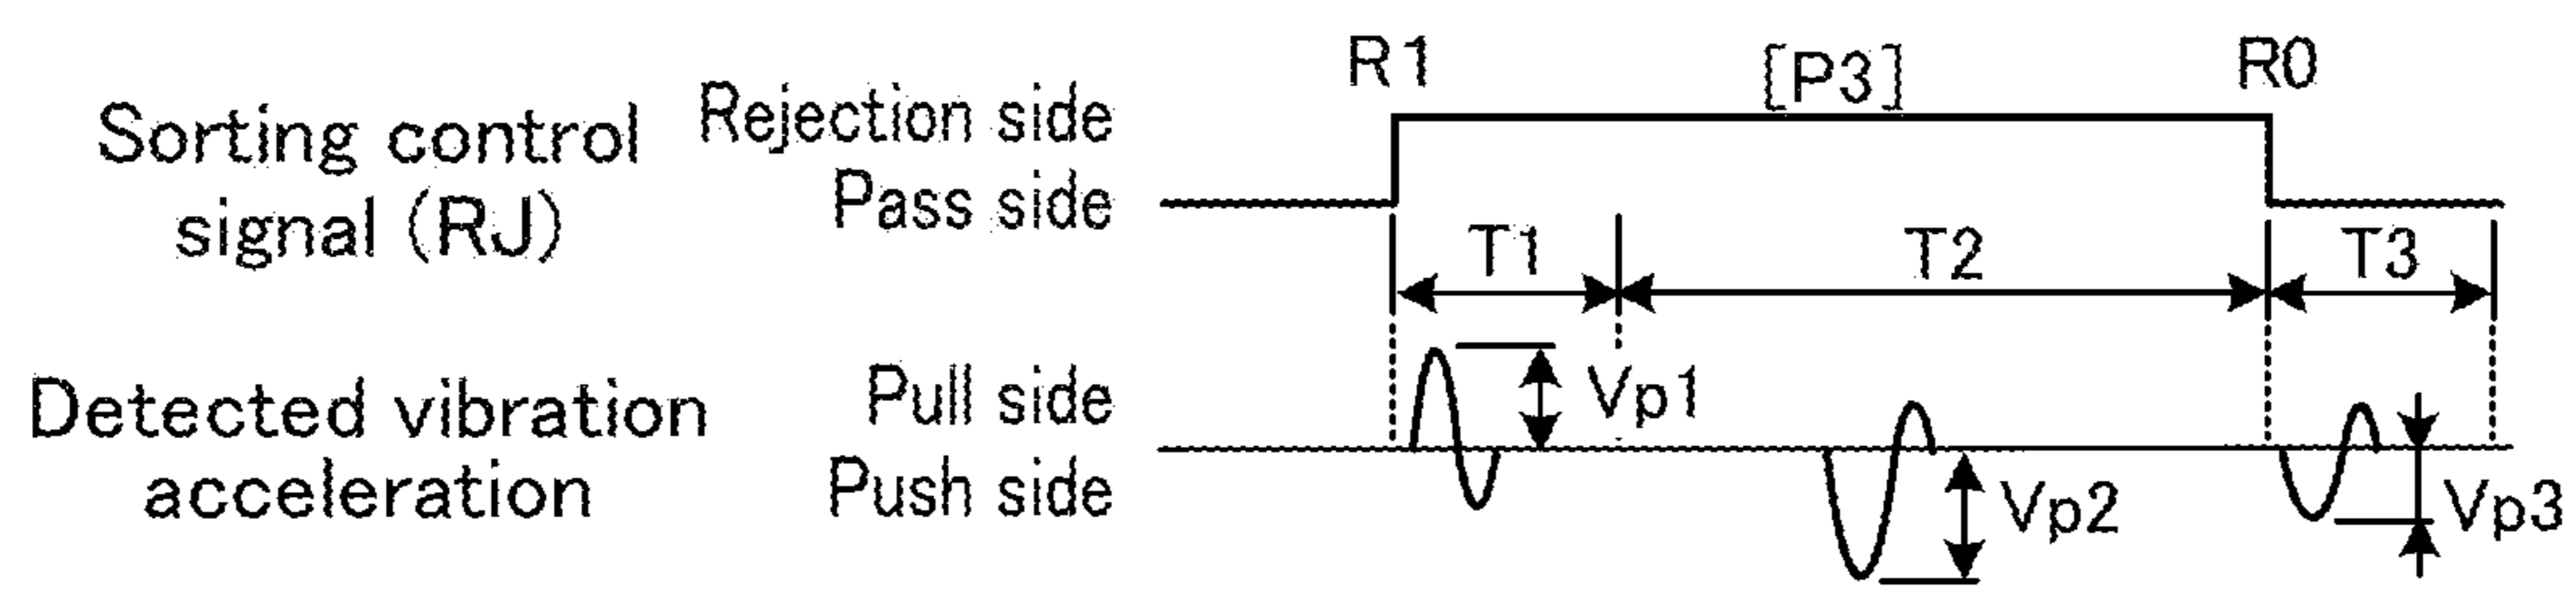 R1 [P3] R0
Sorting control signal (RJ)
Rejection side
Pass side
T1 T2 T3
Detected vibration acceleration
Pull side
Push side
Vp1
Vp2
Vp3